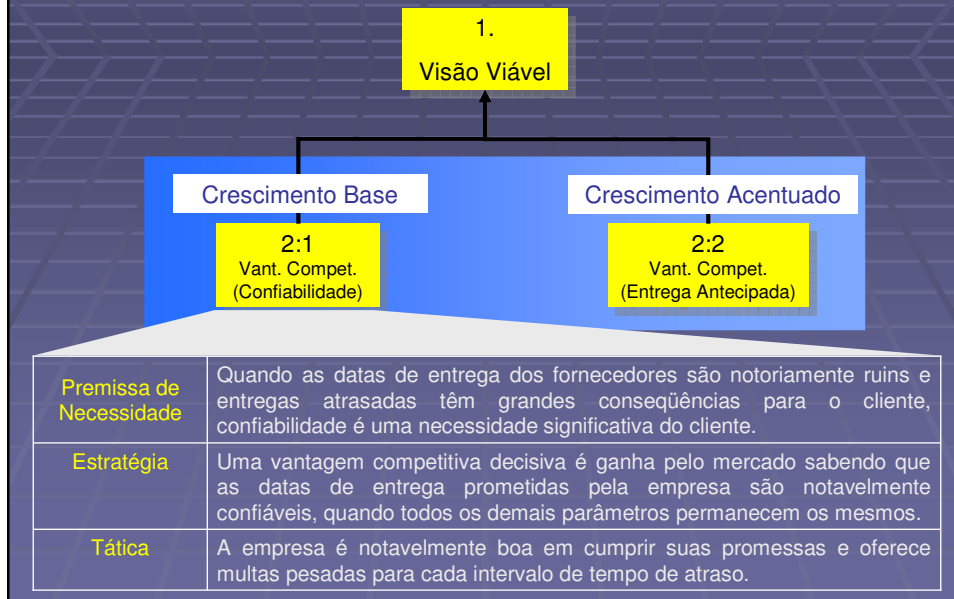 1.
Visão Viável
Crescimento Base
Crescimento Acentuado
2:1
Vant. Compet.
(Confiabilidade)
2:2
Vant. Compet.
(Entrega Antecipada)
Premissa de
Necessidade
Quando as datas de entrega dos fornecedores são notoriamente ruins e
entregas atrasadas têm grandes conseqüências para o cliente,
confiabilidade é uma necessidade significativa do cliente.
Estratégia
Uma vantagem competitiva decisiva é ganha pelo mercado sabendo que
as datas de entrega prometidas pela empresa são notavelmente
confiáveis, quando todos os demais parâmetros permanecem os mesmos.
Tática
A empresa é notavelmente boa em cumprir suas promessas e oferece
multas pesadas para cada intervalo de tempo de atraso.